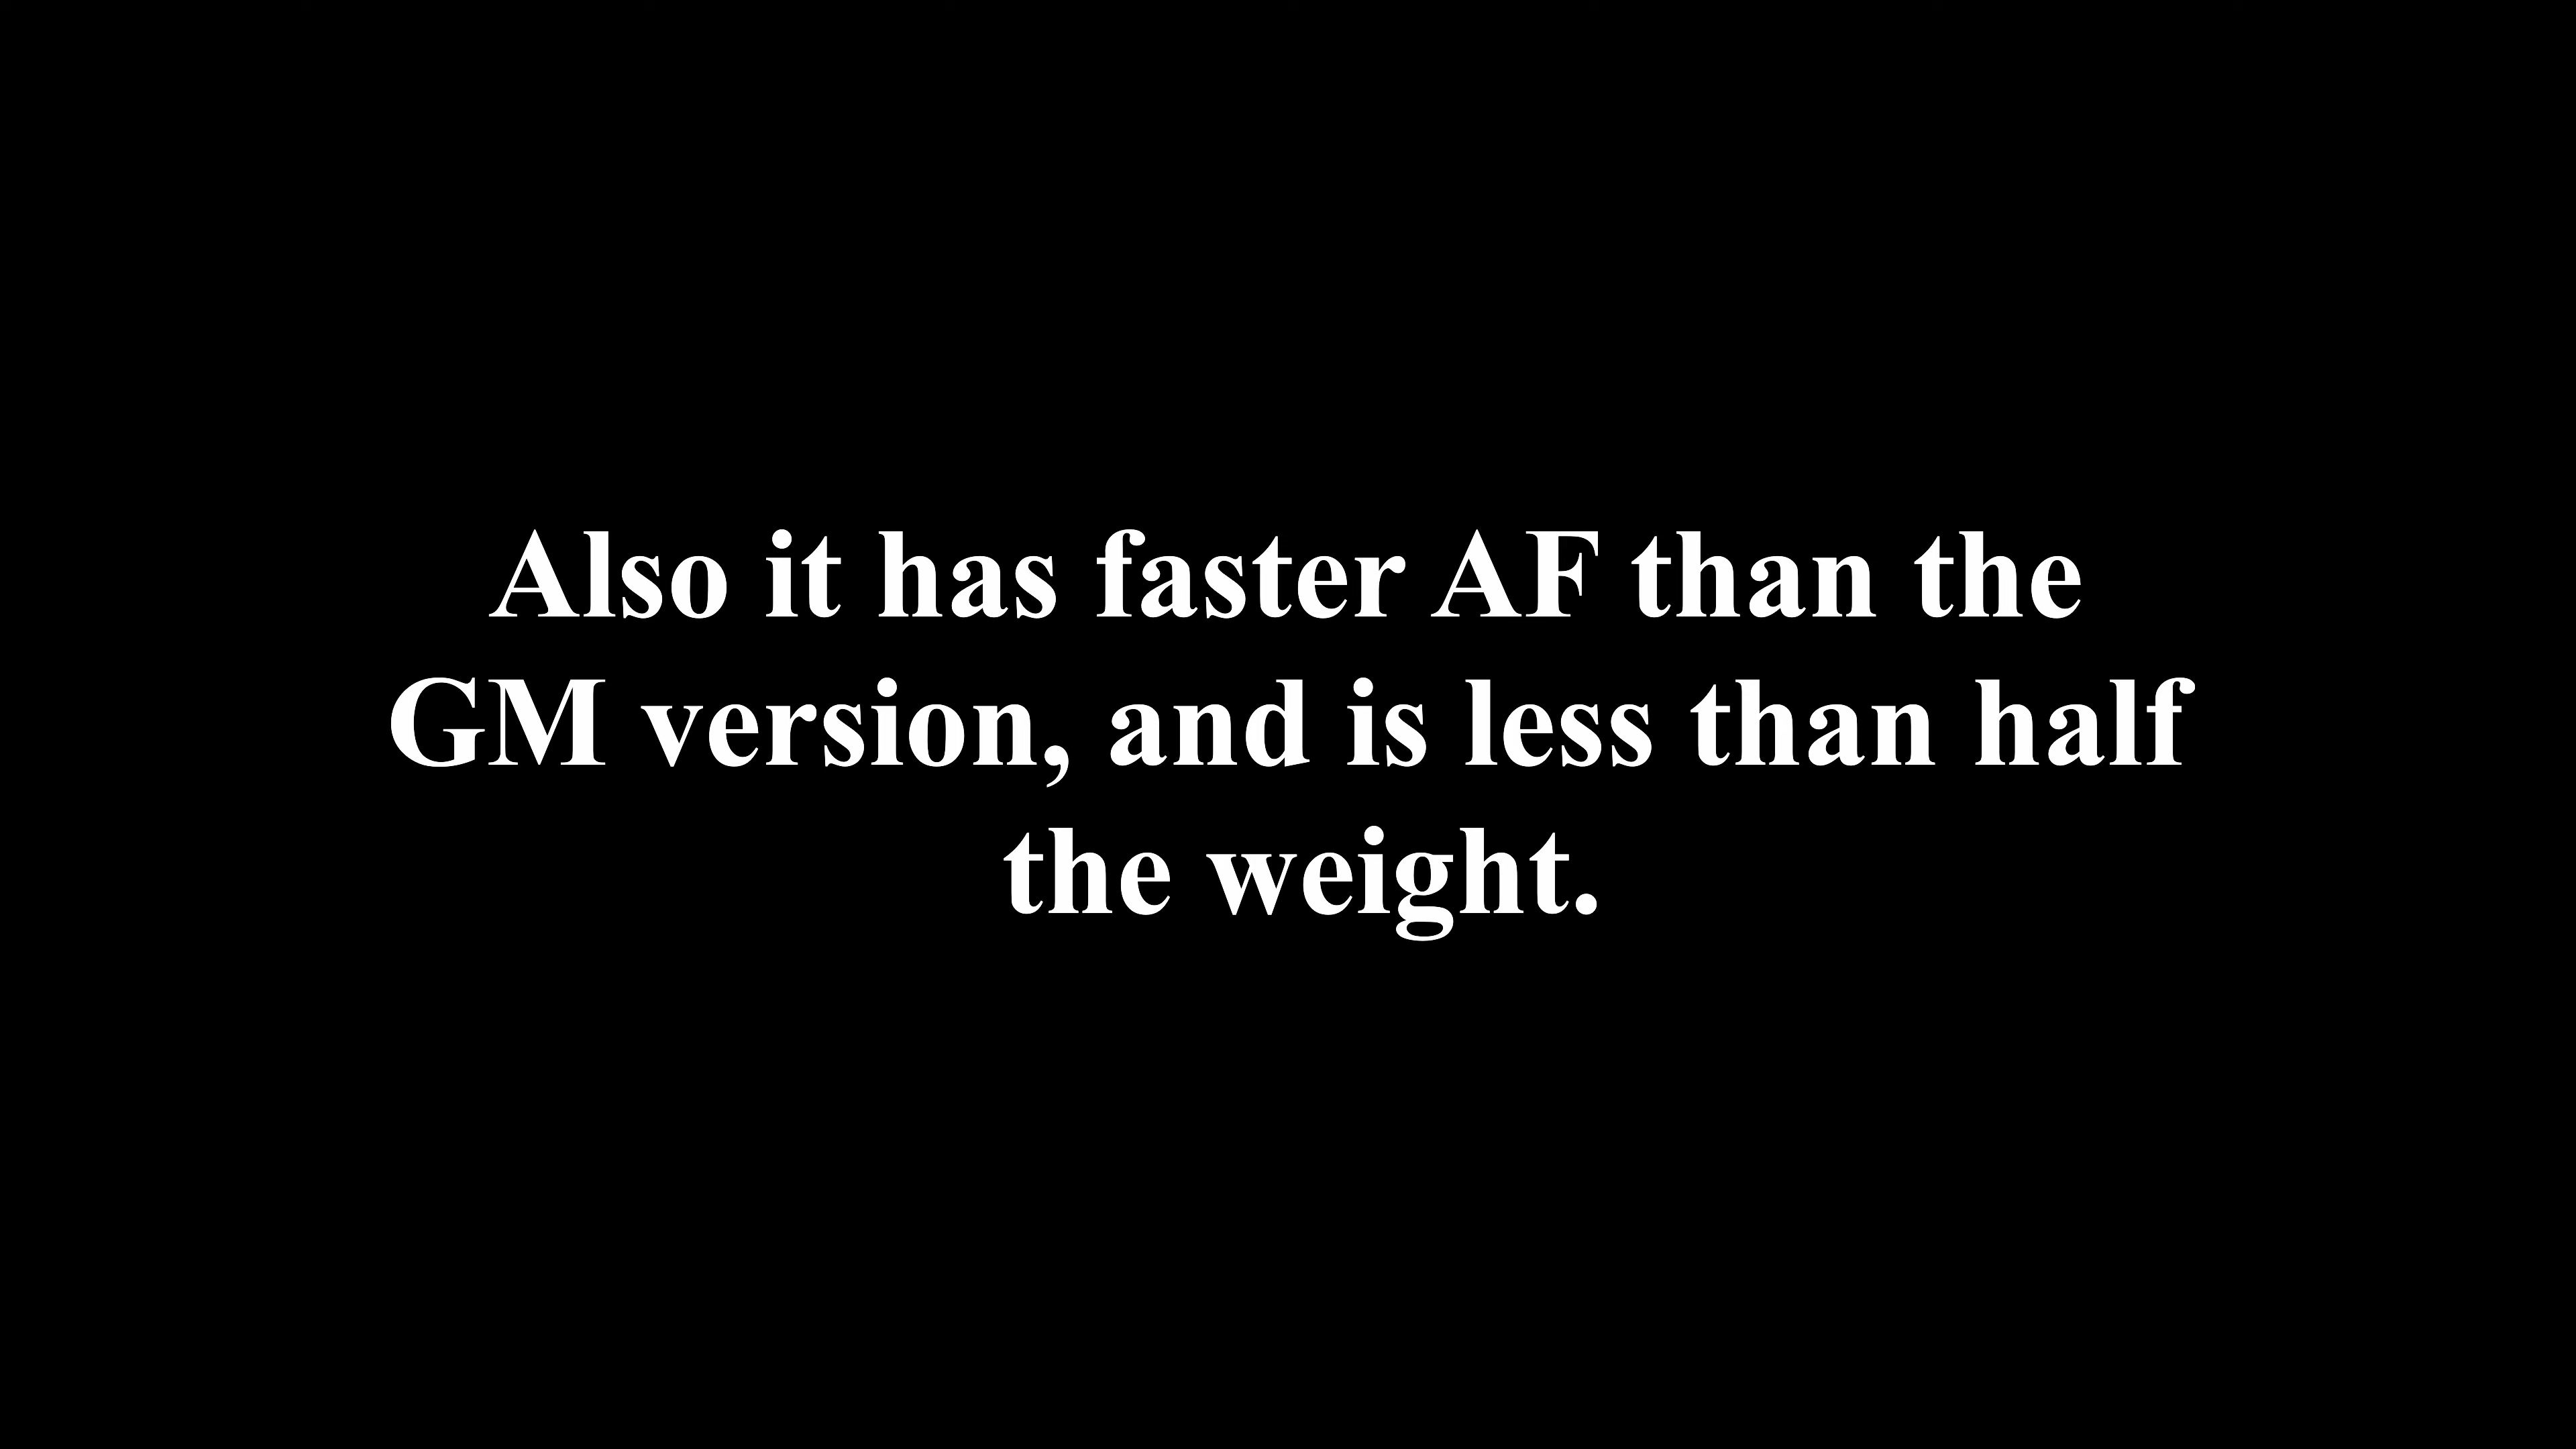 Also it has faster AF than the
GM version, and is less than half
the weight.